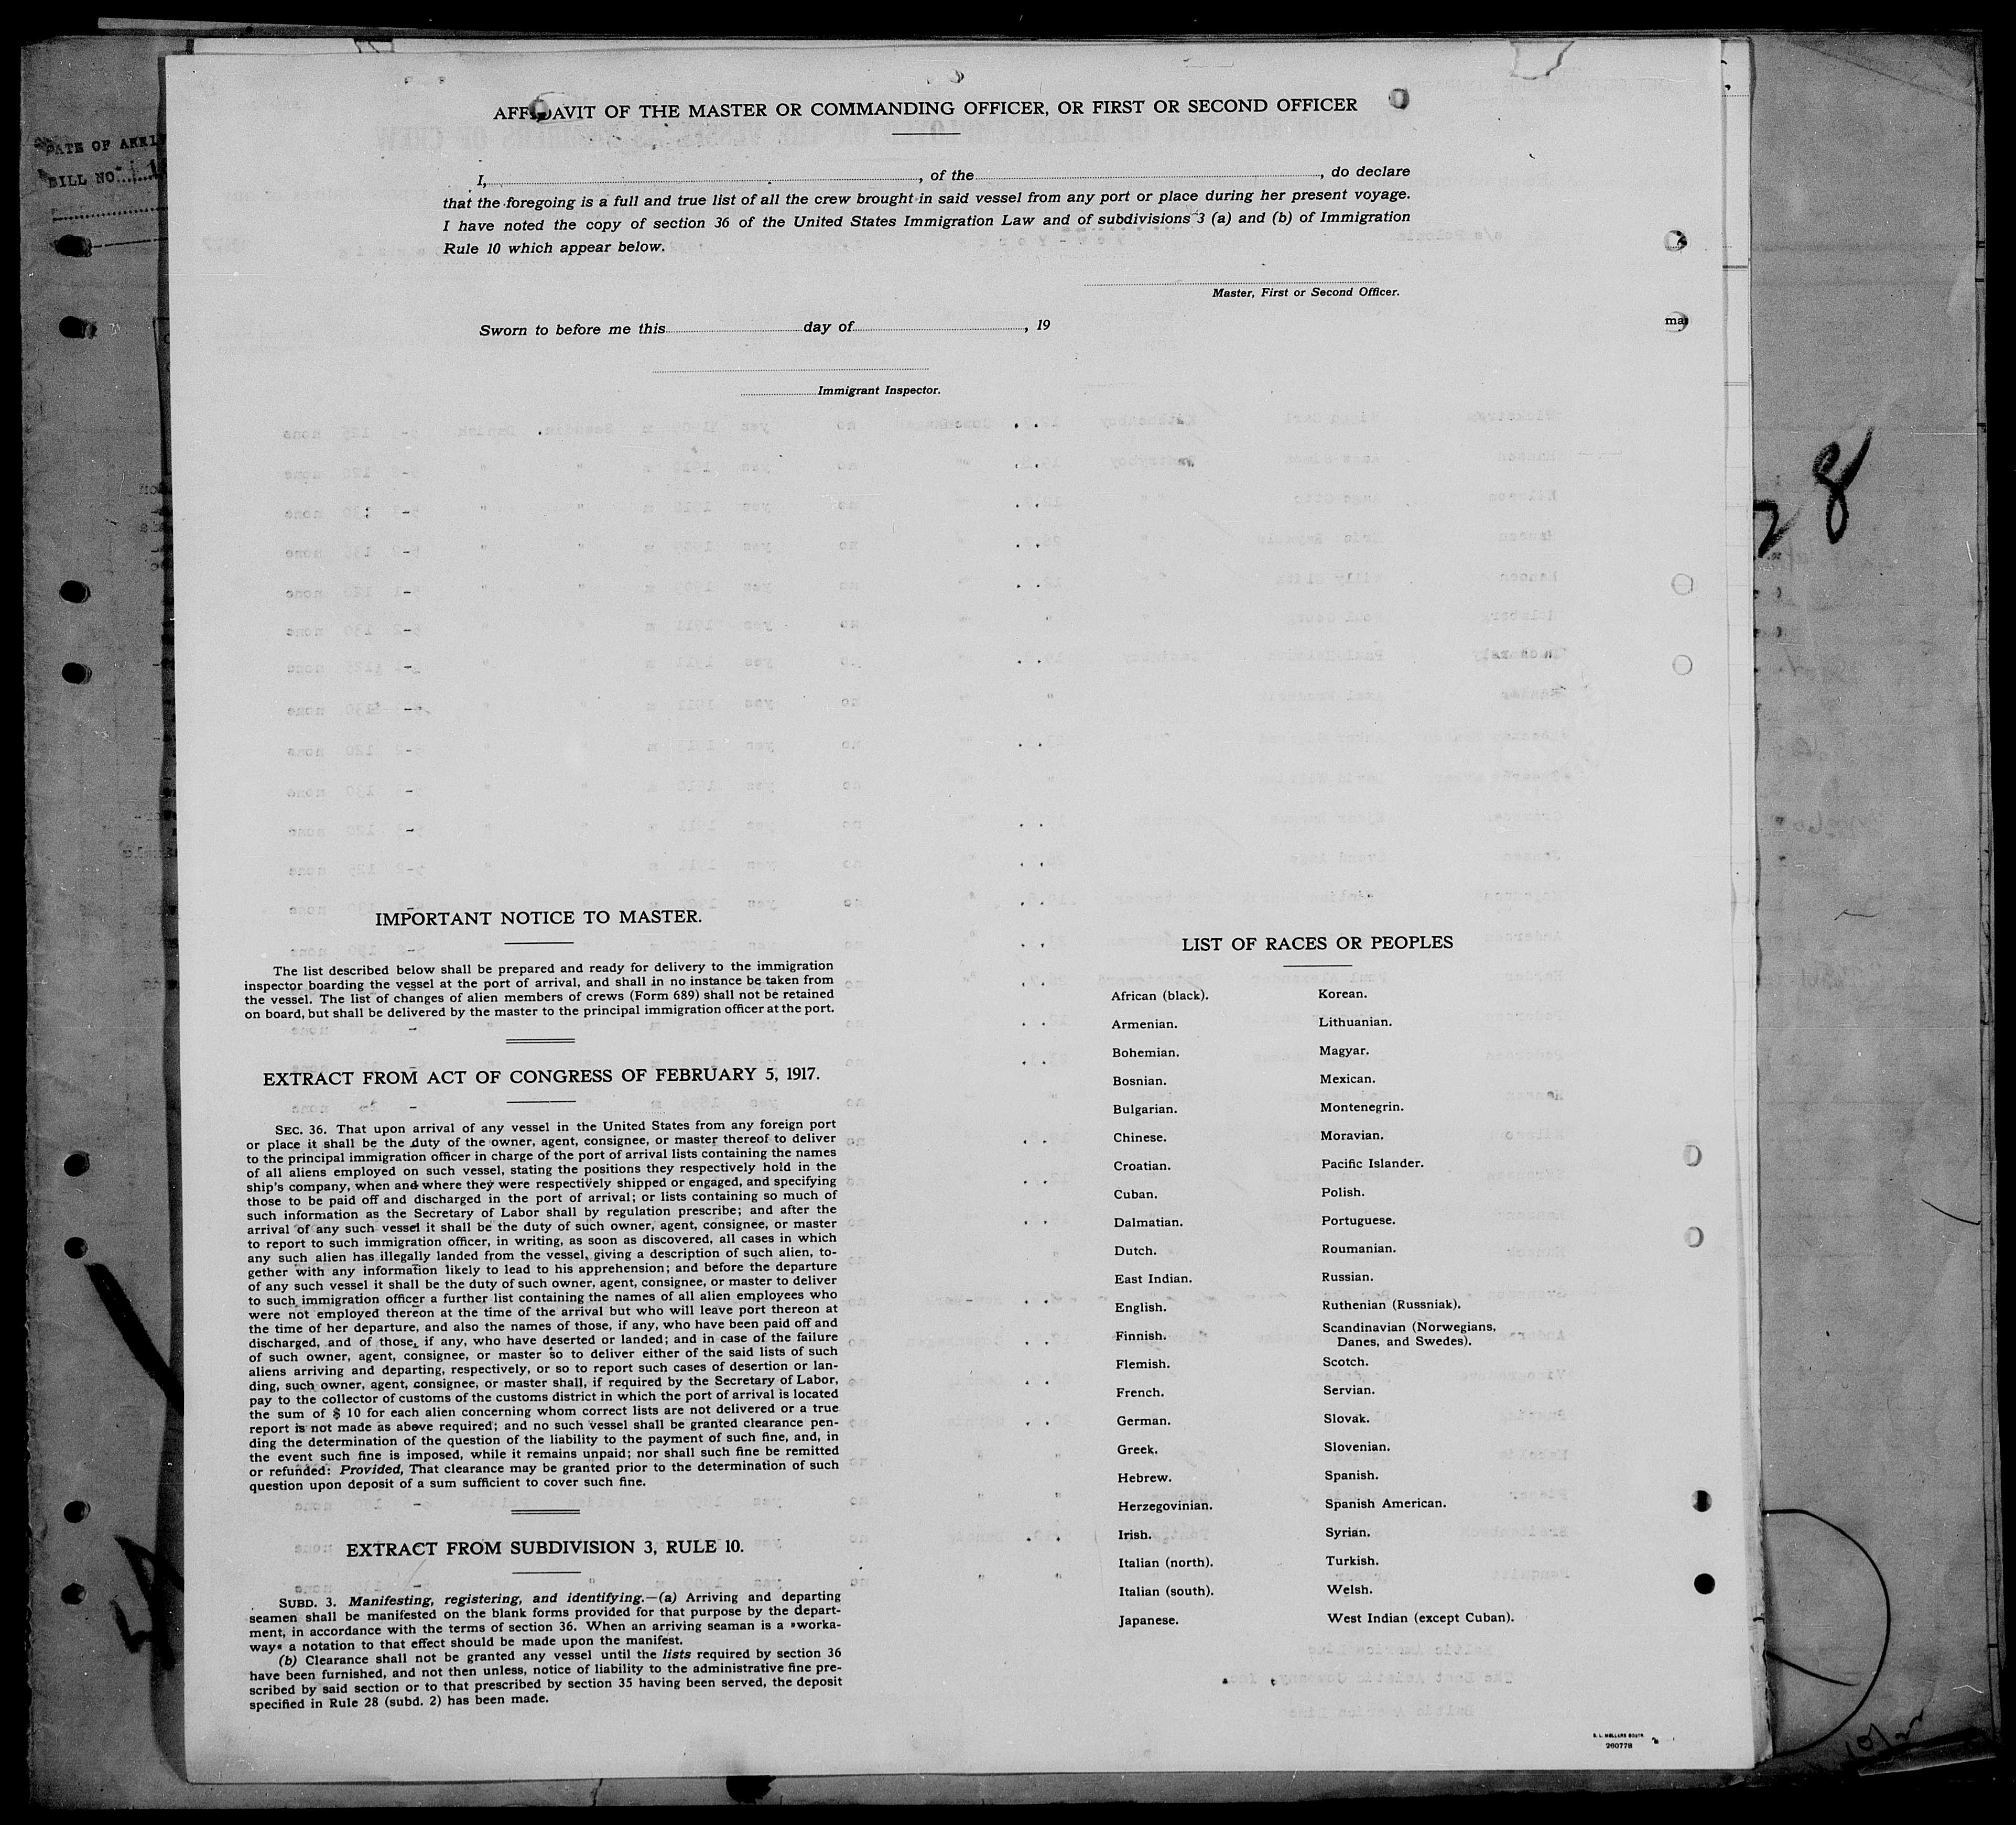 AFFIDAVIT OF THE MASTER OR COMMANDING OFFICER, OR FIRST OR SECOND OFFICER
I, , of the , do declare
that the foregoing is a full and true list of all the crew brought in said vessel from any port or place during her present voyage.
I have noted the copy of section 36 of the United States Immigration Law and of subdivisions 3 (a) and (b) of Immigration
Rule 10 which appear below.
Master, First or Second Officer.
Sworn to before me this day of , 19
Immigrant Inspector.
BILL NO
28
IMPORTANT NOTICE TO MASTER.
The list described below shall be prepared and ready for delivery to the immigration
inspector boarding the vessel at the port of arrival, and shall in no instance be taken from
the vessel. The list of changes of alien members of crews (Form 689) shall not be retained
on board, but shall be delivered by the master to the principal immigration officer at the port.
EXTRACT FROM ACT OF CONGRESS OF FEBRUARY 5, 1917.
SEC. 36. That upon arrival of any vessel in the United States from any foreign port
or place it shall be the duty of the owner, agent, consignee, or master thereof to deliver
to the principal immigration officer in charge of the port of arrival lists containing the names
of all aliens employed on such vessel, stating the positions they respectively hold in the
ship's company, when and where they were respectively shipped or engaged, and specifying
those to be paid off and discharged in the port of arrival; or lists containing so much of
such information as the Secretary of Labor shall by regulation prescribe; and after the
arrival of any such vessel it shall be the duty of such owner, agent, consignee, or master
to report to such immigration officer, in writing, as soon as discovered, all cases in which
any such alien has illegally landed from the vessel, giving a description of such alien, to-
gether with any information likely to lead to his apprehension; and before the departure
of any such vessel it shall be the duty of such owner, agent, consignee, or master to deliver
to such immigration officer a further list containing the names of all alien employees who
were not employed thereon at the time of the arrival but who will leave port thereon at
the time of her departure, and also the names of those, if any, who have been paid off and
discharged, and of those, if any, who have deserted or landed; and in case of the failure
of such owner, agent, consignee, or master so to deliver either of the said lists of such
aliens arriving and departing, respectively, or so to report such cases of desertion or lan-
ding, such owner, agent, consignee, or master shall, if required by the Secretary of Labor,
pay to the collector of customs of the customs district in which the port of arrival is located
the sum of $ 10 for each alien concerning whom correct lists are not delivered or a true
report is not made as above required; and no such vessel shall be granted clearance pen-
ding the determination of the question of the liability to the payment of such fine, and, in
the event such fine is imposed, while it remains unpaid; nor shall such fine be remitted
or refunded: Provided, That clearance may be granted prior to the determination of such
question upon deposit of a sum sufficient to cover such fine.
EXTRACT FROM SUBDIVISION 3, RULE 10.
SUBD. 3. Manifesting, registering, and identifying.—(a) Arriving and departing
seamen shall be manifested on the blank forms provided for that purpose by the depart-
ment, in accordance with the terms of section 36. When an arriving seaman is a »worka-
way« a notation to that effect should be made upon the manifest.
(b) Clearance shall not be granted any vessel until the lists required by section 36
have been furnished, and not then unless, notice of liability to the administrative fine pre-
scribed by said section or to that prescribed by section 35 having been served, the deposit
specified in Rule 28 (subd. 2) has been made.
LIST OF RACES OR PEOPLES
African (black).
Armenian.
Bohemian.
Bosnian.
Bulgarian.
Chinese.
Croatian.
Cuban.
Dalmatian.
Dutch.
East Indian.
English.
Finnish.
Flemish.
French.
German.
Greek.
Hebrew.
Herzegovinian.
Irish.
Italian (north).
Italian (south).
Japanese.
Korean.
Lithuanian.
Magyar.
Mexican.
Montenegrin.
Moravian.
Pacific Islander.
Polish.
Portuguese.
Roumanian.
Russian.
Ruthenian (Russniak).
Scandinavian (Norwegians,
Danes, and Swedes).
Scotch.
Servian.
Slovak.
Slovenian.
Spanish.
Spanish American.
Syrian.
Turkish.
Welsh.
West Indian (except Cuban).
260778